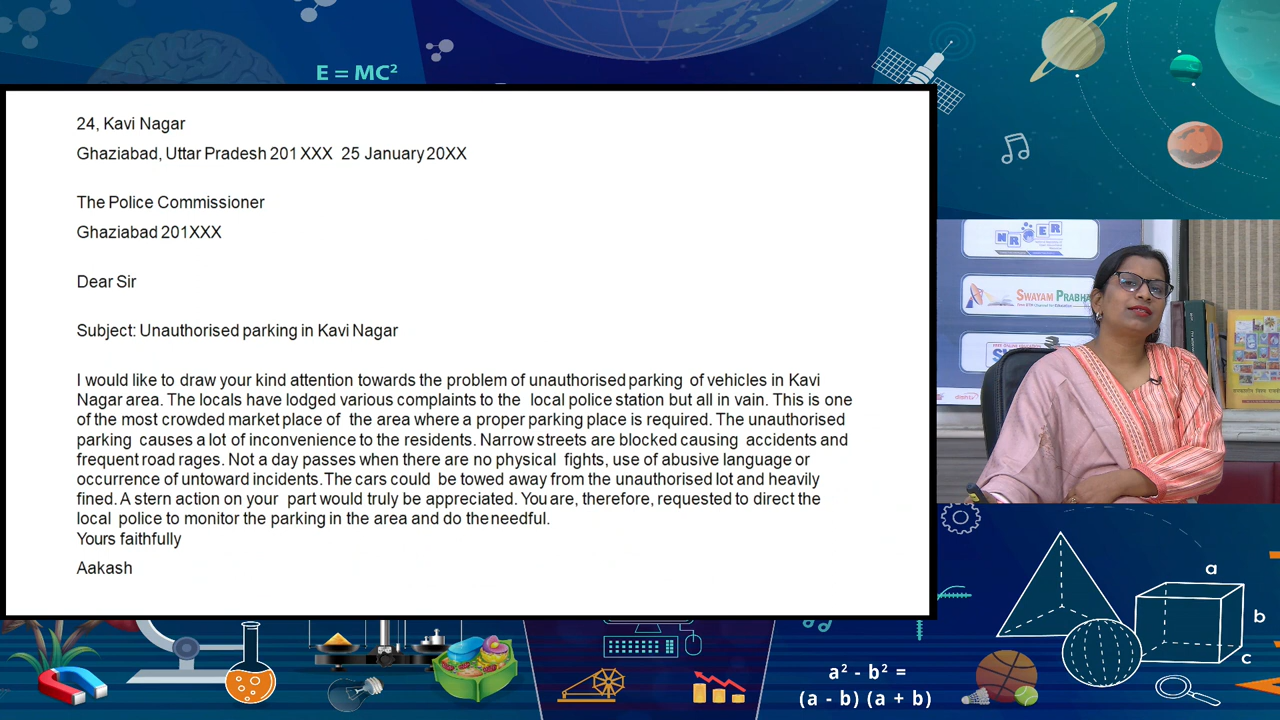 E = MC²
24, Kavi Nagar
Ghaziabad, Uttar Pradesh 201 XXX 25 January 20XX
The Police Commissioner
Ghaziabad 201XXX
Dear Sir
Subject: Unauthorised parking in Kavi Nagar
I would like to draw your kind attention towards the problem of unauthorised parking of vehicles in Kavi
Nagar area. The locals have lodged various complaints to the local police station but all in vain. This is one
of the most crowded market place of the area where a proper parking place is required. The unauthorised
parking causes a lot of inconvenience to the residents. Narrow streets are blocked causing accidents and
frequent road rages. Not a day passes when there are no physical fights, use of abusive language or
occurrence of untoward incidents. The cars could be towed away from the unauthorised lot and heavily
fined. A stern action on your part would truly be appreciated. You are, therefore, requested to direct the
local police to monitor the parking in the area and do the needful.
Yours faithfully
Aakash
NRCER
SWAYAM PRABHA
a
b
c
a² - b² =
(a - b) (a + b)